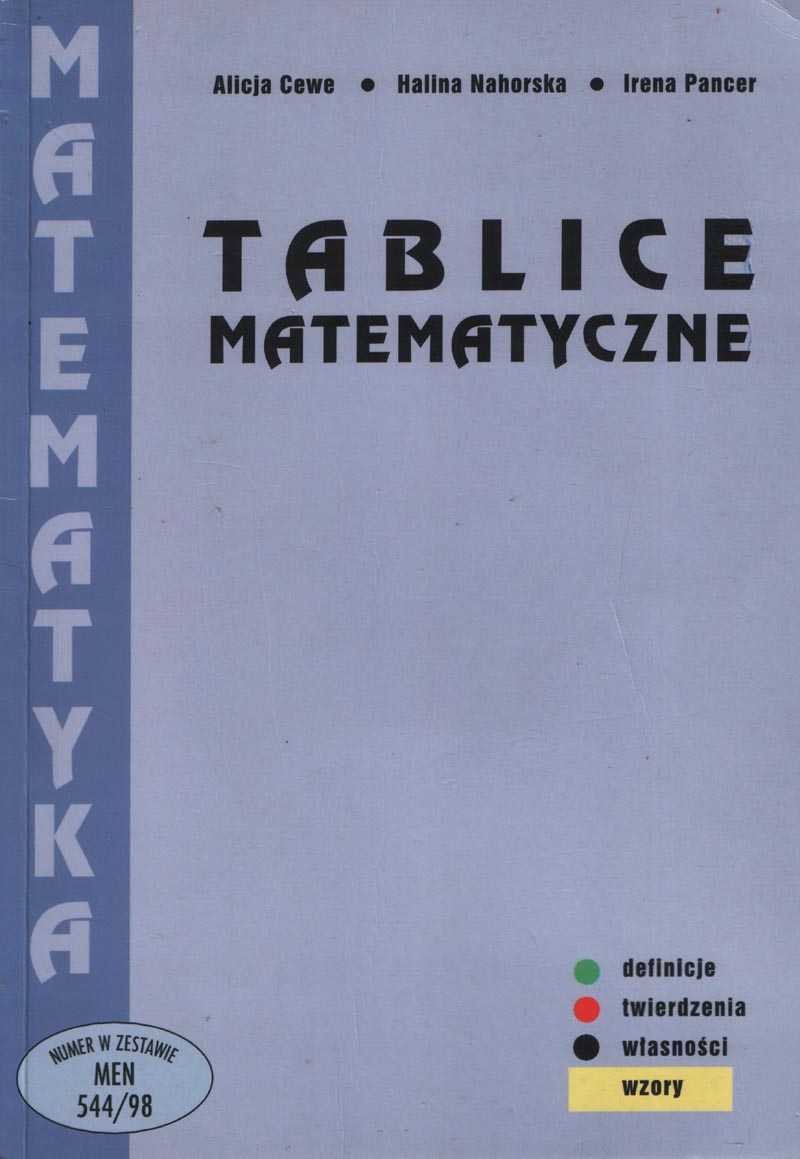 MATEMATYKA
Alicja Cewe • Halina Nahorska • Irena Pancer
TABLICE
MATEMATYCZNE
definicje
twierdzenia
własności
wzory
NUMER W ZESTAWIE
MEN
544/98